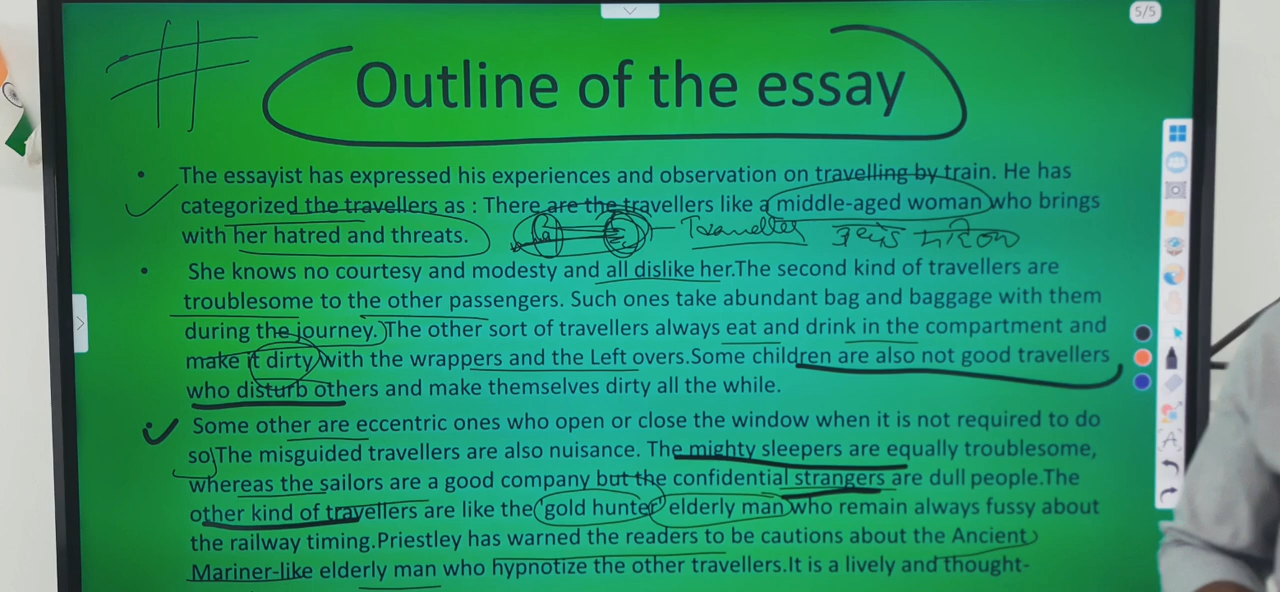 5/5
Outline of the essay
• The essayist has expressed his experiences and observation on travelling by train. He has
categorized the travellers as : There are the travellers like a middle-aged woman who brings
with her hatred and threats.
Traveller
• She knows no courtesy and modesty and all dislike her.The second kind of travellers are
troublesome to the other passengers. Such ones take abundant bag and baggage with them
during the journey. The other sort of travellers always eat and drink in the compartment and
make it dirty with the wrappers and the Left overs.Some children are also not good travellers
who disturb others and make themselves dirty all the while.
Some other are eccentric ones who open or close the window when it is not required to do
so.The misguided travellers are also nuisance. The mighty sleepers are equally troublesome,
whereas the sailors are a good company but the confidential strangers are dull people.The
other kind of travellers are like the 'gold hunter' elderly man who remain always fussy about
the railway timing.Priestley has warned the readers to be cautions about the Ancient
Mariner-like elderly man who hypnotize the other travellers.It is a lively and thought-